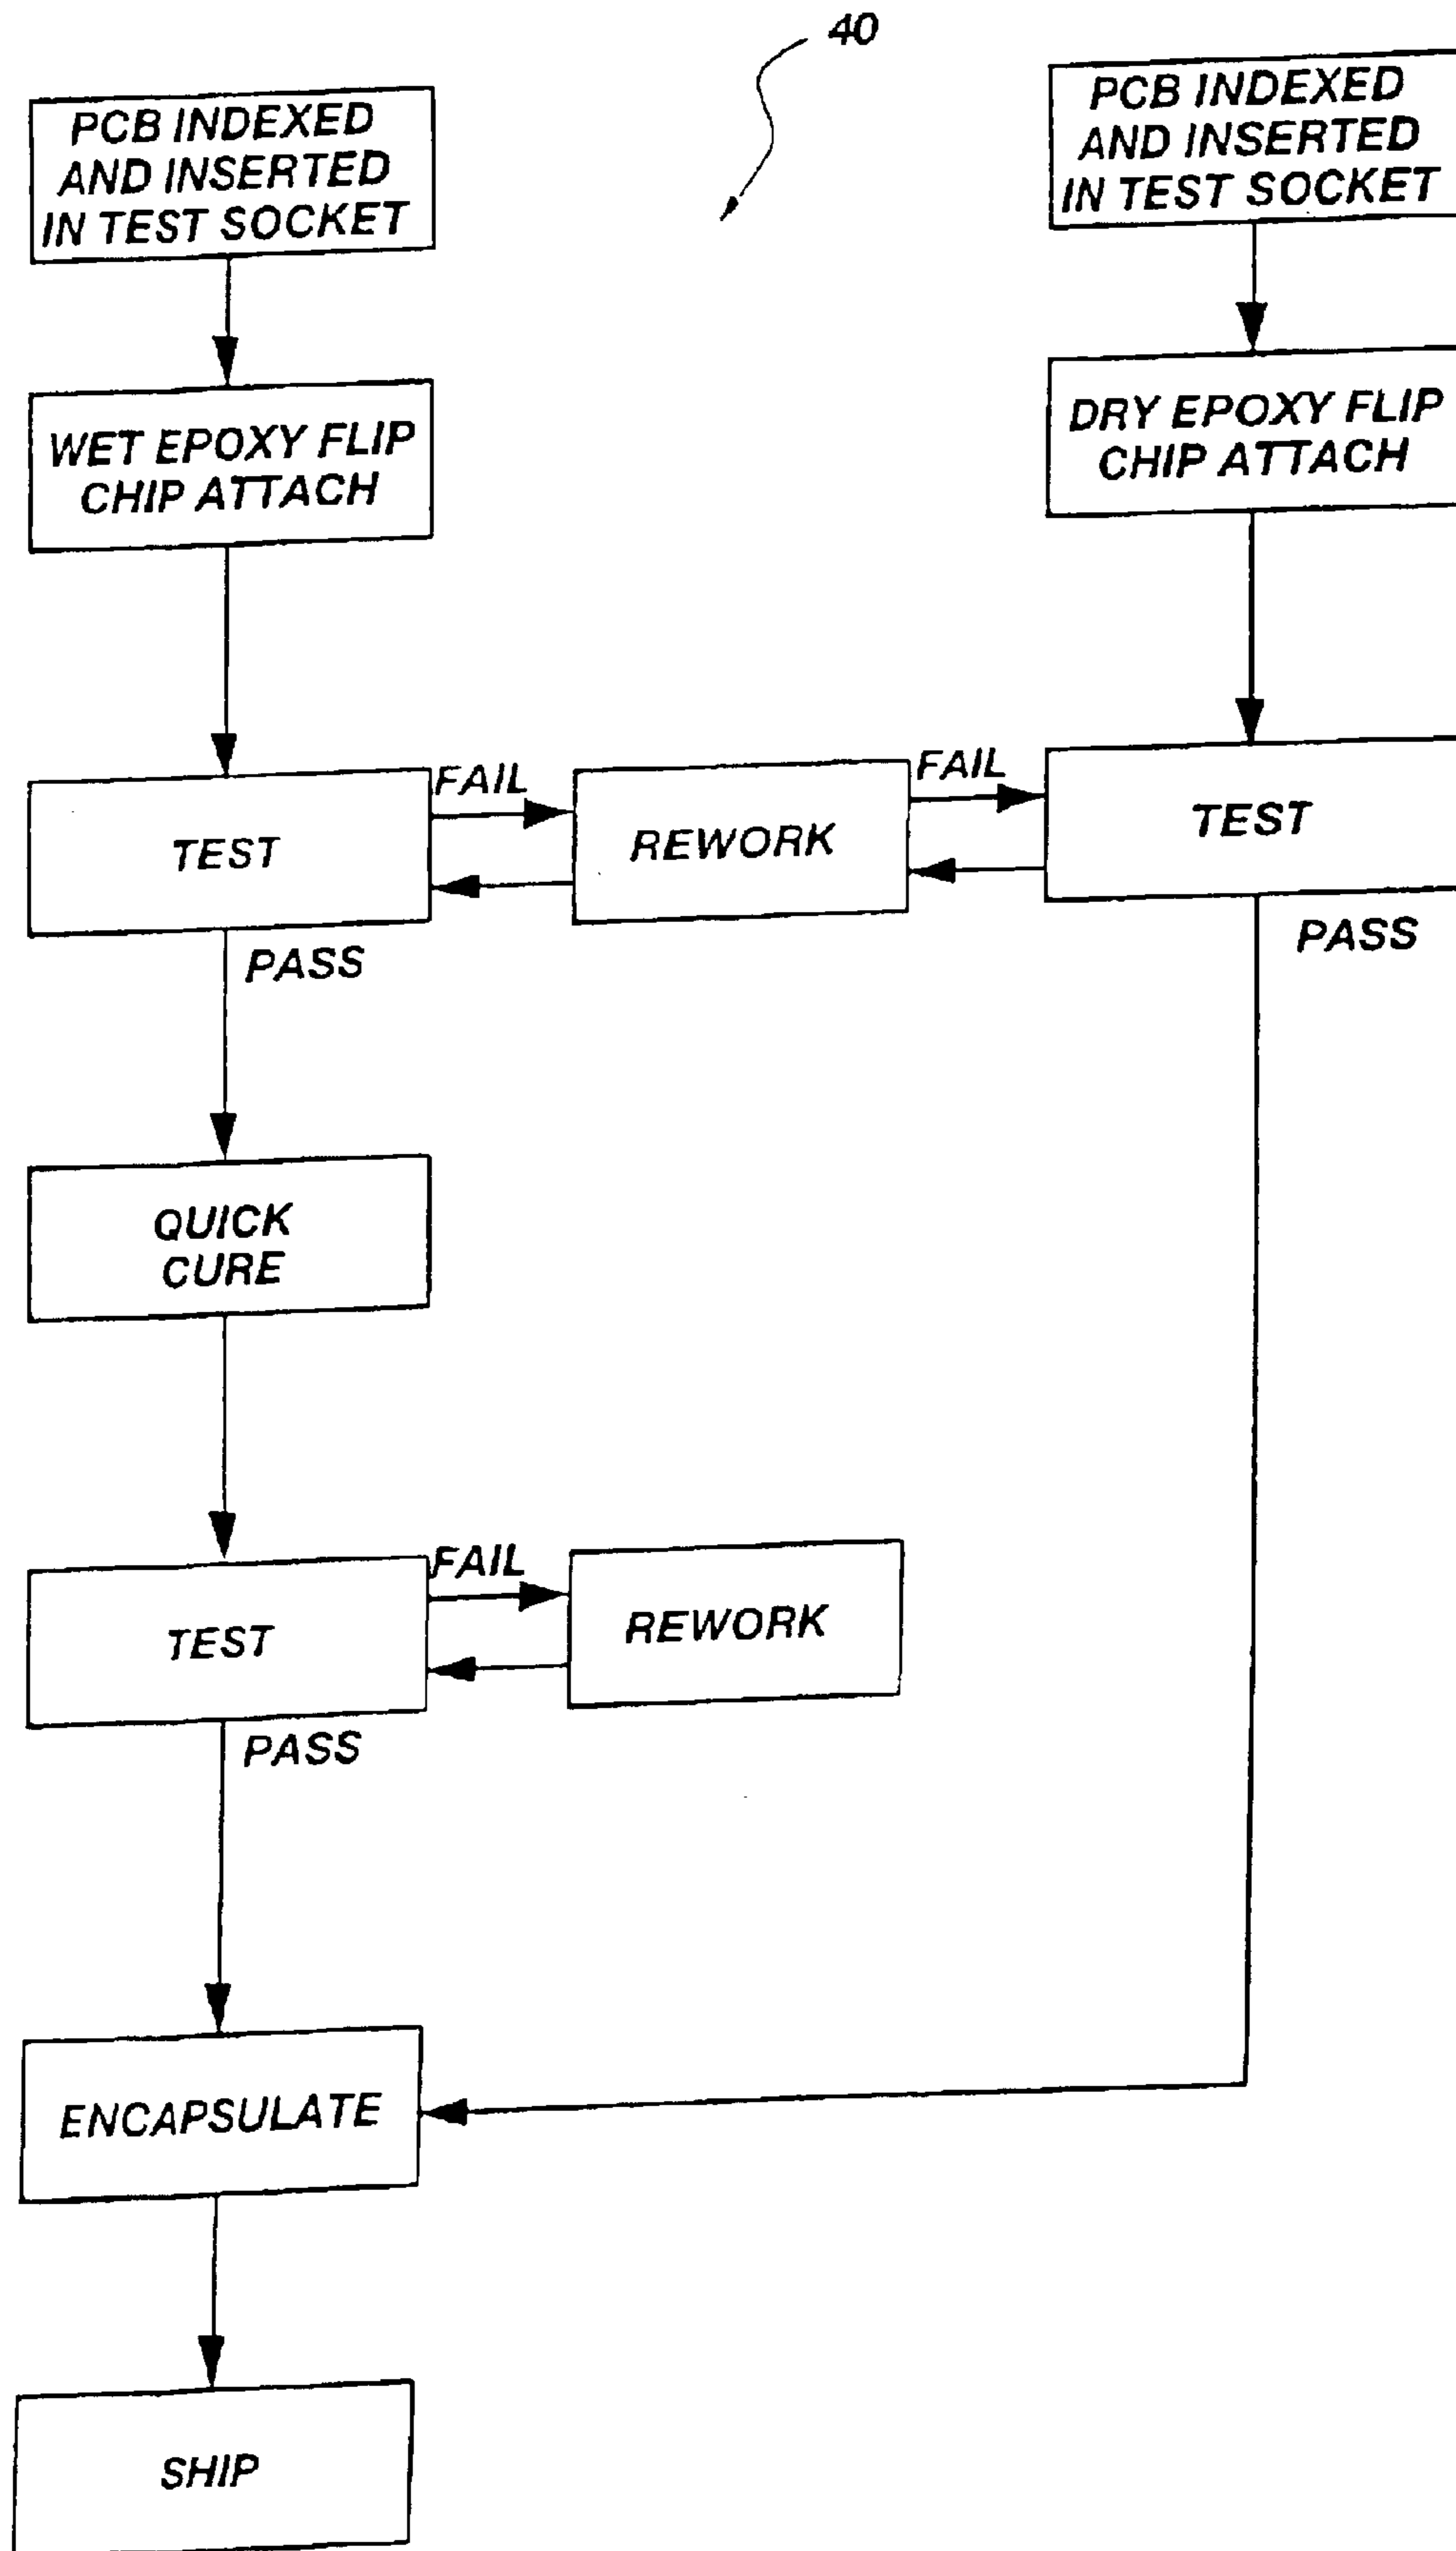 40
PCB INDEXED
AND INSERTED
IN TEST SOCKET
PCB INDEXED
AND INSERTED
IN TEST SOCKET
WET EPOXY FLIP
CHIP ATTACH
DRY EPOXY FLIP
CHIP ATTACH
TEST
FAIL
REWORK
FAIL
TEST
PASS
PASS
QUICK
CURE
TEST
FAIL
REWORK
PASS
ENCAPSULATE
SHIP